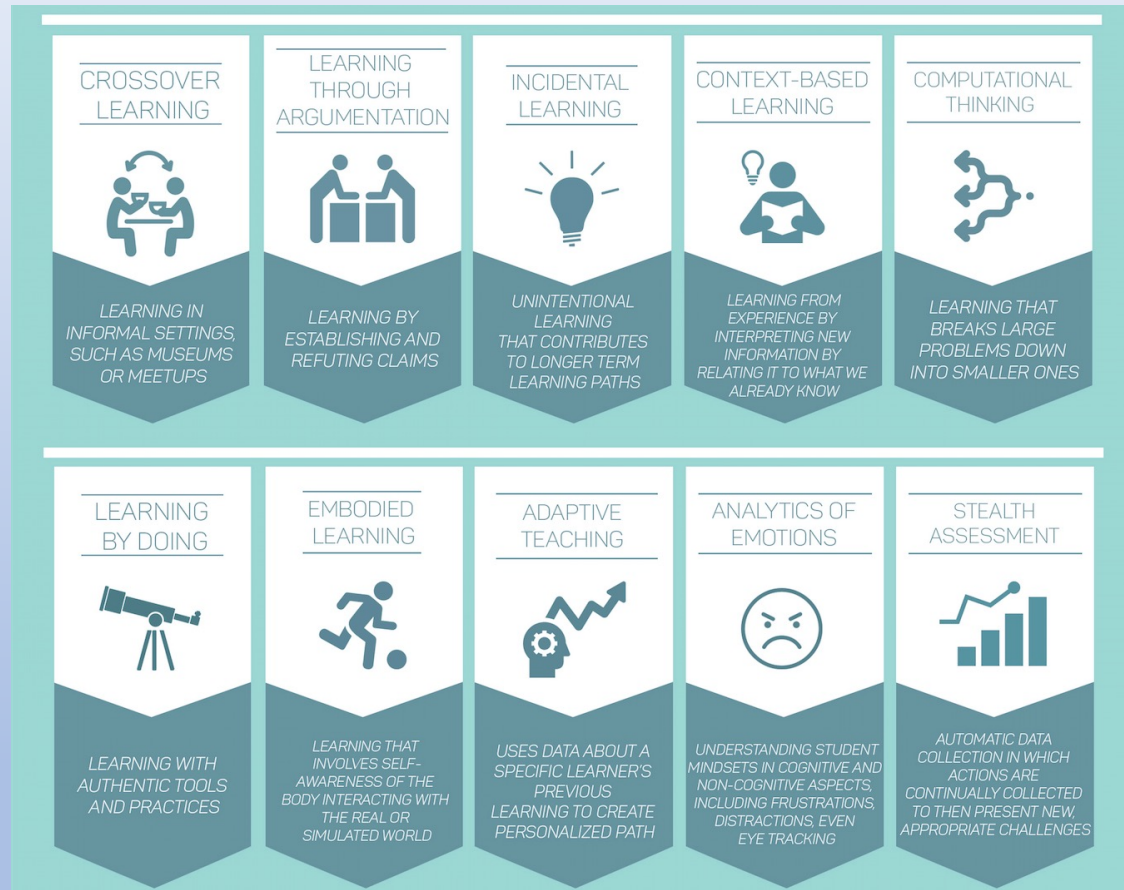 CROSSOVER
LEARNING
LEARNING IN
INFORMAL SETTINGS,
SUCH AS MUSEUMS
OR MEETUPS
LEARNING
THROUGH
ARGUMENTATION
LEARNING BY
ESTABLISHING AND
REFUTING CLAIMS
INCIDENTAL
LEARNING
UNINTENTIONAL
LEARNING
THAT CONTRIBUTES
TO LONGER TERM
LEARNING PATHS
CONTEXT-BASED
LEARNING
LEARNING FROM
EXPERIENCE BY
INTERPRETING NEW
INFORMATION BY
RELATING IT TO WHAT WE
ALREADY KNOW
COMPUTATIONAL
THINKING
LEARNING THAT
BREAKS LARGE
PROBLEMS DOWN
INTO SMALLER ONES
LEARNING
BY DOING
LEARNING WITH
AUTHENTIC TOOLS
AND PRACTICES
EMBODIED
LEARNING
LEARNING THAT
INVOLVES SELF-
AWARENESS OF THE
BODY INTERACTING WITH
THE REAL OR
SIMULATED WORLD
ADAPTIVE
TEACHING
USES DATA ABOUT A
SPECIFIC LEARNER'S
PREVIOUS
LEARNING TO CREATE
PERSONALIZED PATH
ANALYTICS OF
EMOTIONS
UNDERSTANDING STUDENT
MINDSETS IN COGNITIVE AND
NON-COGNITIVE ASPECTS,
INCLUDING FRUSTRATIONS,
DISTRACTIONS, EVEN
EYE TRACKING
STEALTH
ASSESSMENT
AUTOMATIC DATA
COLLECTION IN WHICH
ACTIONS ARE
CONTINUALLY COLLECTED
TO THEN PRESENT NEW,
APPROPRIATE CHALLENGES